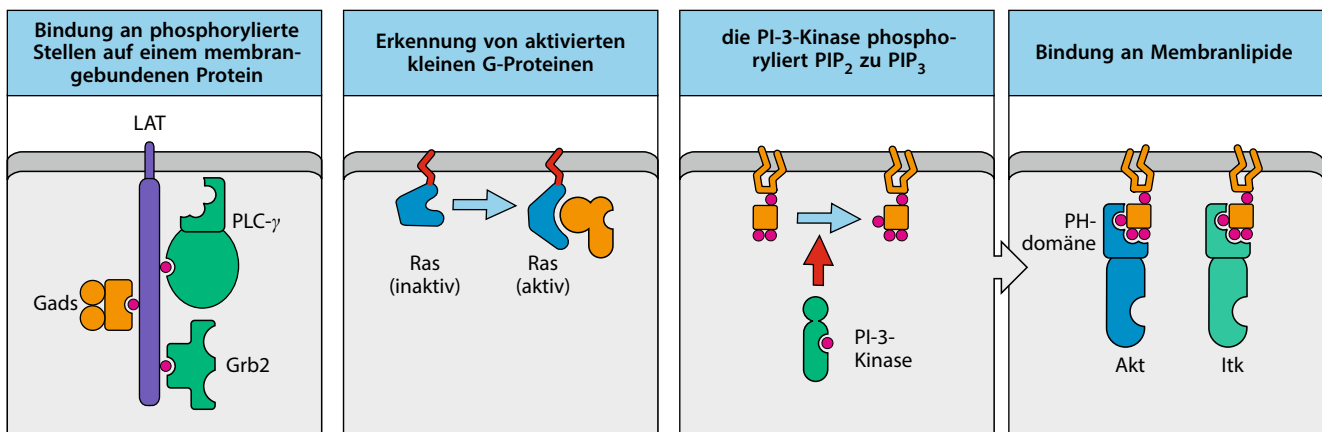 Bindung an phosphorylierte
Stellen auf einem membran-
gebundenen Protein
LAT
PLC-γ
Gads
Grb2
Erkennung von aktivierten
kleinen G-Proteinen
Ras
(inaktiv)
Ras
(aktiv)
die PI-3-Kinase phospho-
ryliert PIP₂ zu PIP₃
PI-3-
Kinase
Bindung an Membranlipide
PH-
domäne
Akt
Itk